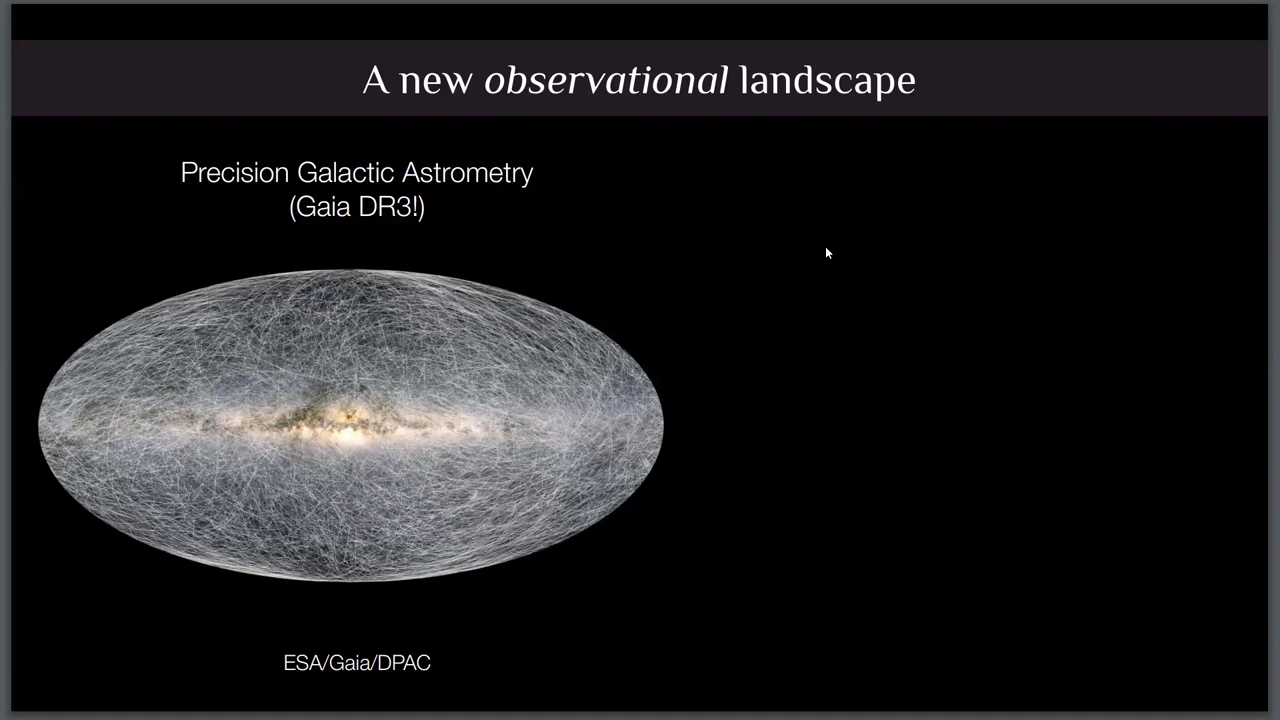 A new observational landscape
Precision Galactic Astrometry
(Gaia DR3!)
ESA/Gaia/DPAC